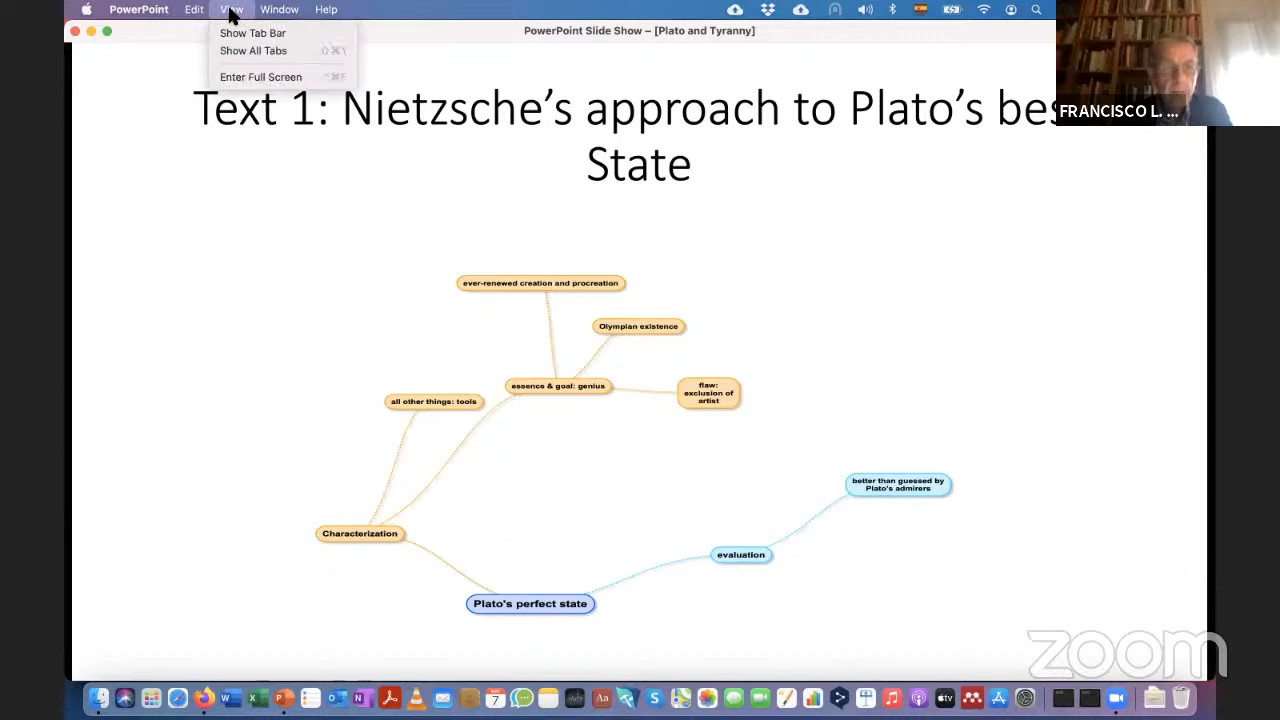 PowerPoint Edit View Window Help
PowerPoint Slide Show – [Plato and Tyranny]
Show Tab Bar
Show All Tabs ⇧⌘\
Enter Full Screen ^⌘F
FRANCISCO L. ...
Text 1: Nietzsche's approach to Plato's bes
State
ever-renewed creation and procreation
Olympian existence
essence & goal: genius
flaw:
exclusion of
artist
all other things: tools
better than guessed by
Plato's admirers
Characterization
evaluation
Plato's perfect state
zoom